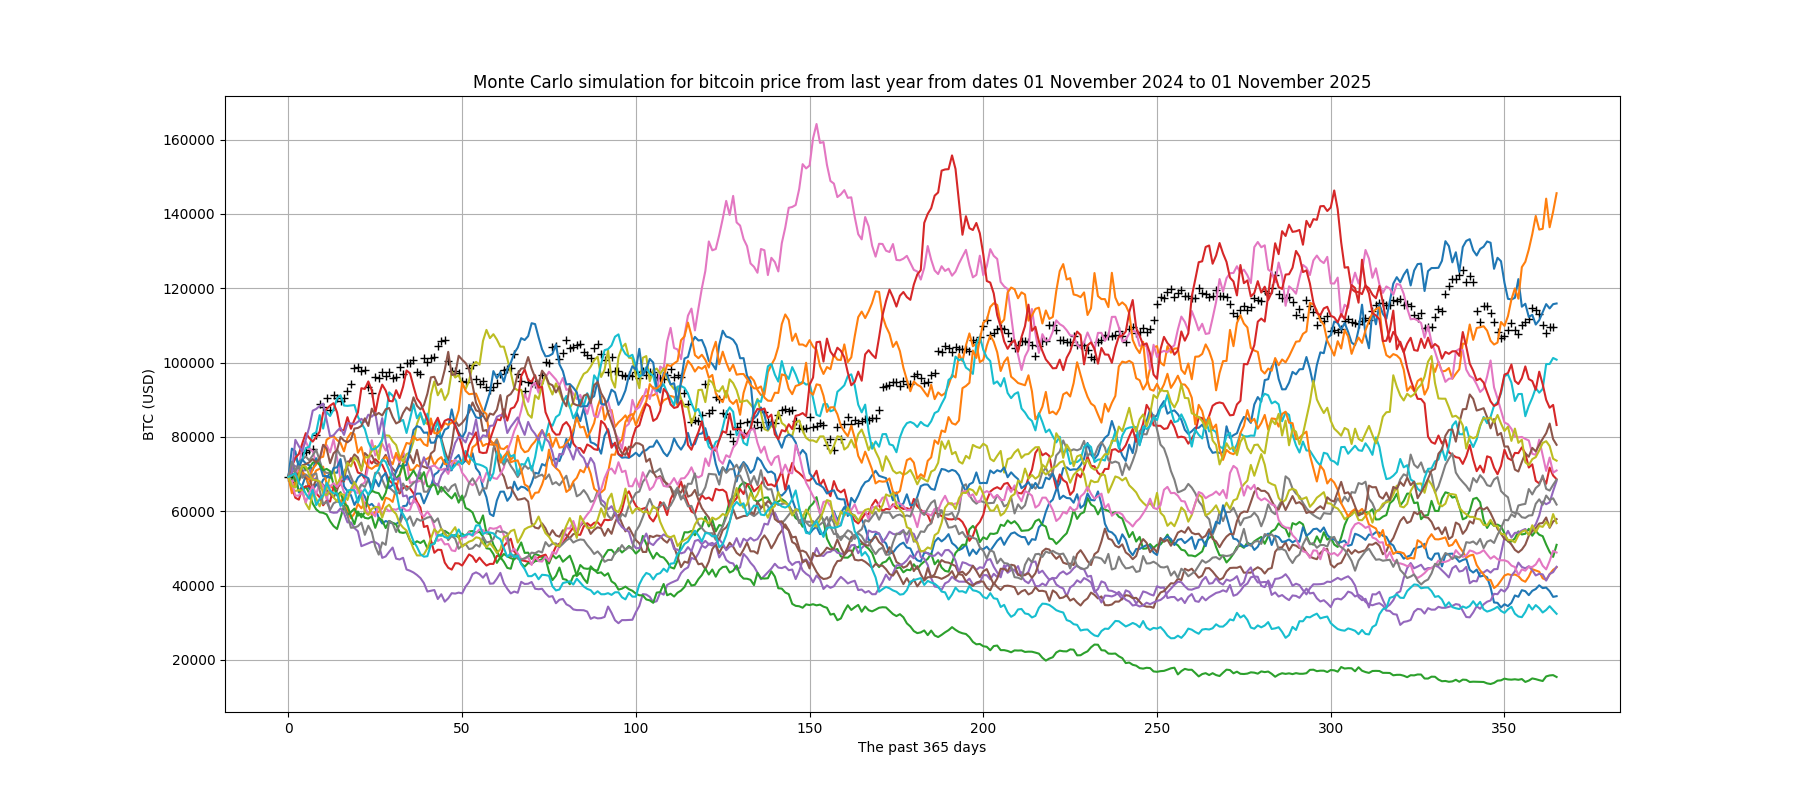 Monte Carlo simulation for bitcoin price from last year from dates 01 November 2024 to 01 November 2025
160000
140000
120000
100000
80000
60000
40000
20000
BTC (USD)
0 50 100 150 200 250 300 350
The past 365 days